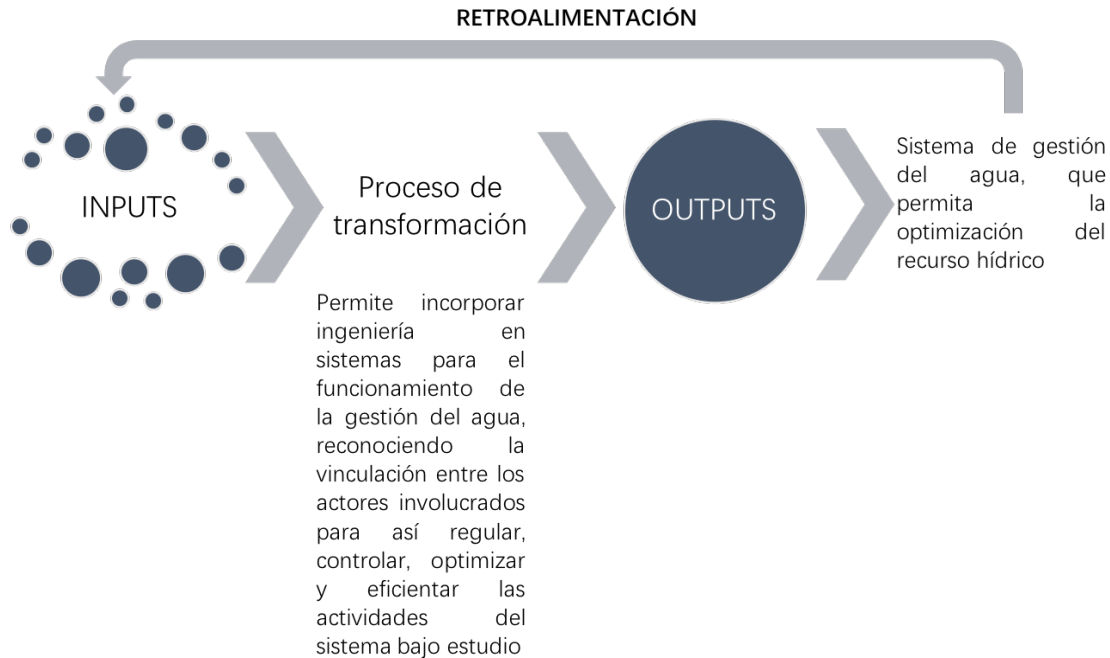 RETROALIMENTACIÓN
INPUTS
Proceso de
transformación
Permite incorporar
ingeniería en
sistemas para el
funcionamiento de
la gestión del agua,
reconociendo la
vinculación entre los
actores involucrados
para así regular,
controlar, optimizar
y eficientar las
actividades del
sistema bajo estudio
OUTPUTS
Sistema de gestión
del agua, que
permita la
optimización del
recurso hídrico